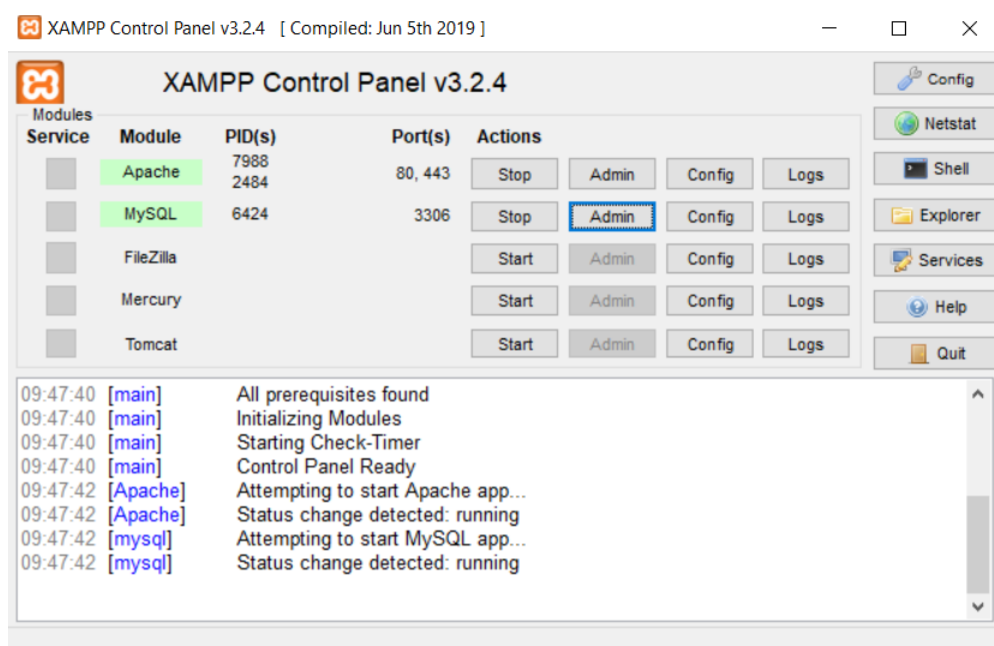 XAMPP Control Panel v3.2.4 [ Compiled: Jun 5th 2019 ]
XAMPP Control Panel v3.2.4
Config
Modules
Netstat
Service Module PID(s) Port(s) Actions
Apache 7988 2484 80, 443 Stop Admin Config Logs
Shell
MySQL 6424 3306 Stop Admin Config Logs
Explorer
FileZilla Start Admin Config Logs
Services
Mercury Start Admin Config Logs
Help
Tomcat Start Admin Config Logs
Quit
09:47:40 [main] All prerequisites found
09:47:40 [main] Initializing Modules
09:47:40 [main] Starting Check-Timer
09:47:40 [main] Control Panel Ready
09:47:42 [Apache] Attempting to start Apache app...
09:47:42 [Apache] Status change detected: running
09:47:42 [mysql] Attempting to start MySQL app...
09:47:42 [mysql] Status change detected: running